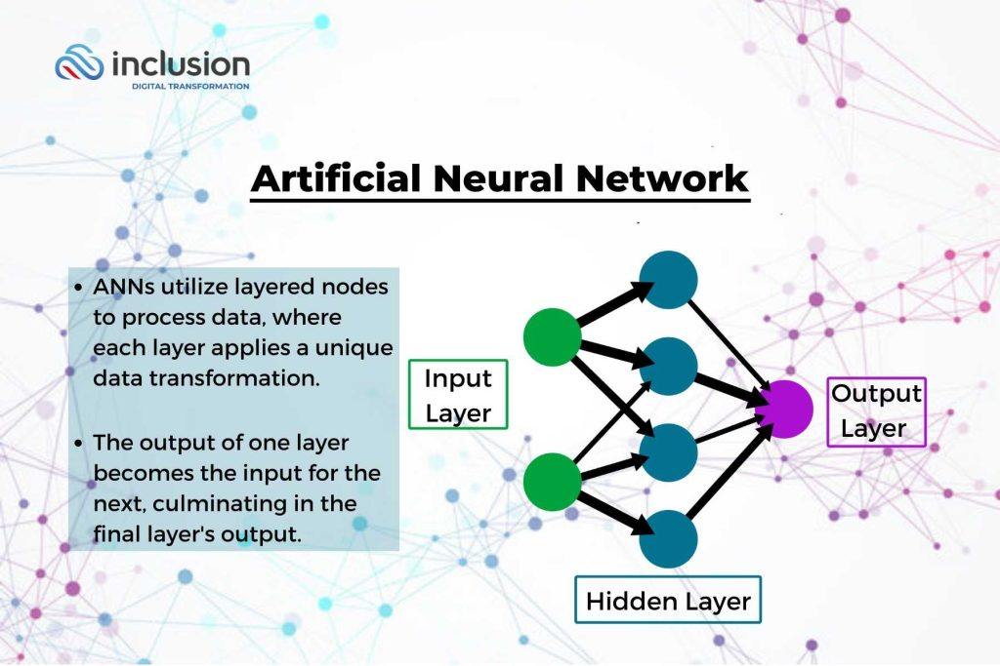 inclusion
DIGITAL TRANSFORMATION
Artificial Neural Network
• ANNs utilize layered nodes
to process data, where
each layer applies a unique
data transformation.
• The output of one layer
becomes the input for the
next, culminating in the
final layer's output.
Input
Layer
Output
Layer
Hidden Layer